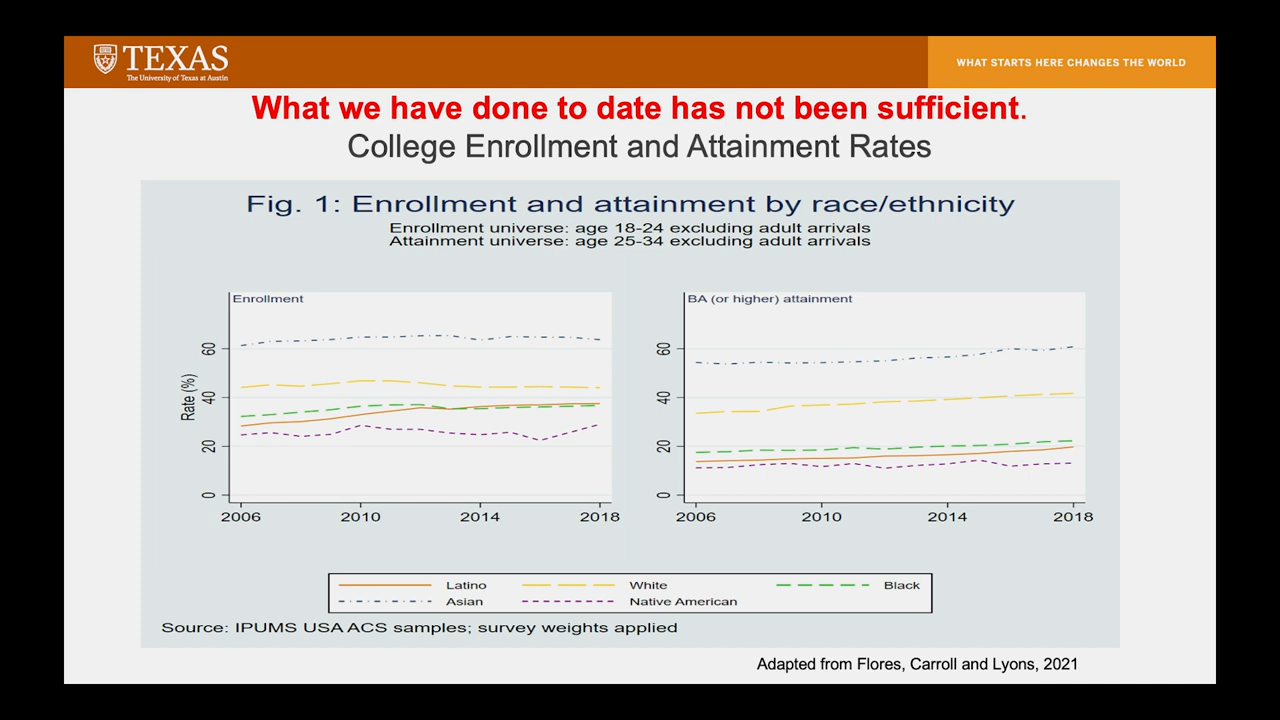 TEXAS
The University of Texas at Austin
WHAT STARTS HERE CHANGES THE WORLD
What we have done to date has not been sufficient.
College Enrollment and Attainment Rates
Fig. 1: Enrollment and attainment by race/ethnicity
Enrollment universe: age 18-24 excluding adult arrivals
Attainment universe: age 25-34 excluding adult arrivals
Enrollment
Rate (%)
60
40
20
0
2006 2010 2014 2018
BA (or higher) attainment
60
40
20
0
2006 2010 2014 2018
Latino White Black
Asian Native American
Source: IPUMS USA ACS samples; survey weights applied
Adapted from Flores, Carroll and Lyons, 2021